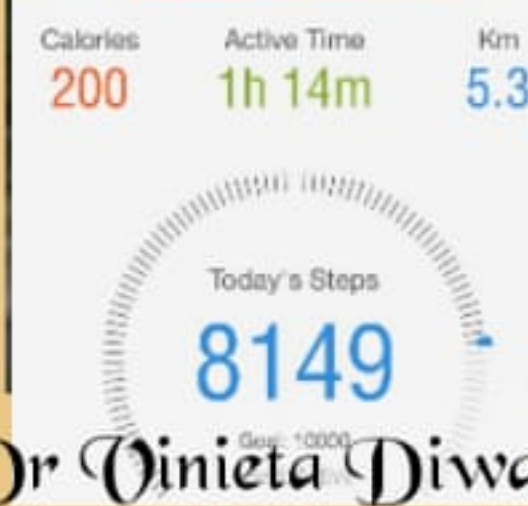 Calories Active Time Km
200 1h 14m 5.3
Today's Steps
8149
Goal: 10000
Dr Vinieta Diwa